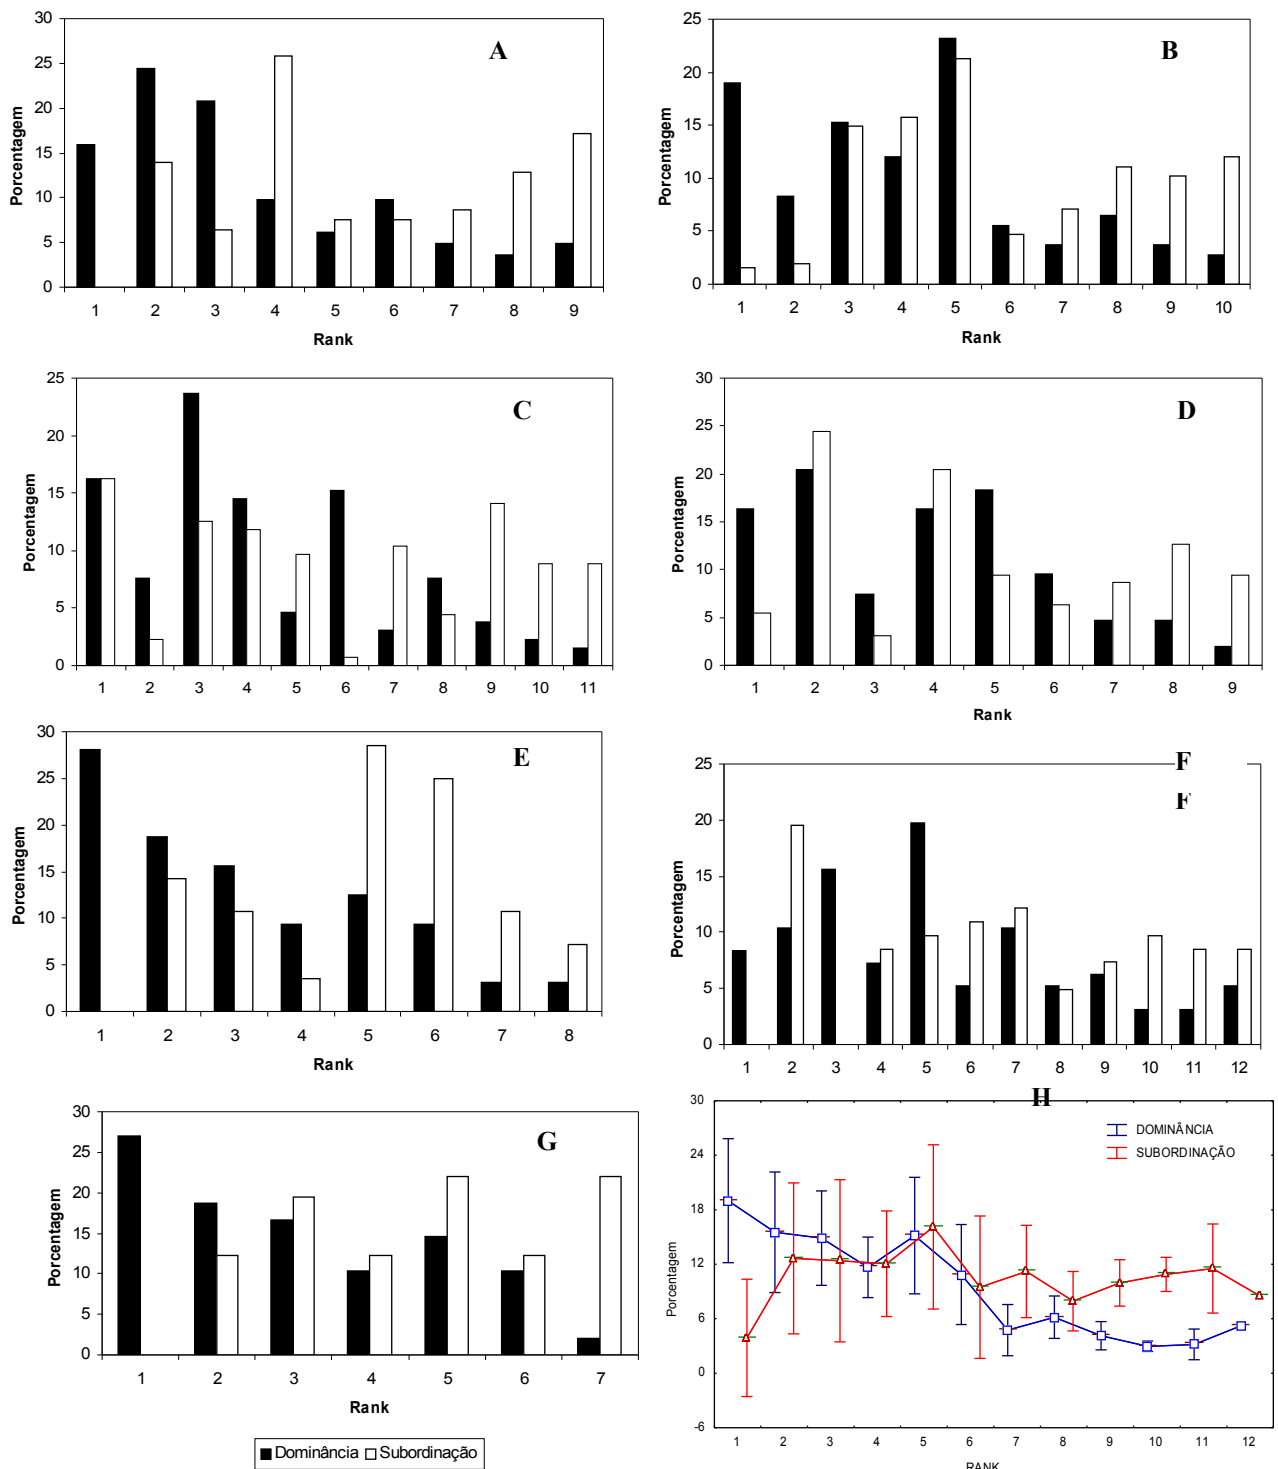 A
Porcentagem
30
25
20
15
10
5
0
1 2 3 4 5 6 7 8 9
Rank
B
Porcentagem
25
20
15
10
5
0
1 2 3 4 5 6 7 8 9 10
Rank
C
Porcentagem
25
20
15
10
5
0
1 2 3 4 5 6 7 8 9 10 11
Rank
D
Porcentagem
30
25
20
15
10
5
0
1 2 3 4 5 6 7 8 9
Rank
E
Porcentagem
30
25
20
15
10
5
0
1 2 3 4 5 6 7 8
Rank
F
F
Porcentagem
25
20
15
10
5
0
1 2 3 4 5 6 7 8 9 10 11 12
G
Porcentagem
30
25
20
15
10
5
0
1 2 3 4 5 6 7
Rank
Dominância Subordinação
H
Porcentagem
30
24
18
12
6
0
-6
DOMINÂNCIA
SUBORDINAÇÃO
1 2 3 4 5 6 7 8 9 10 11 12
RANK